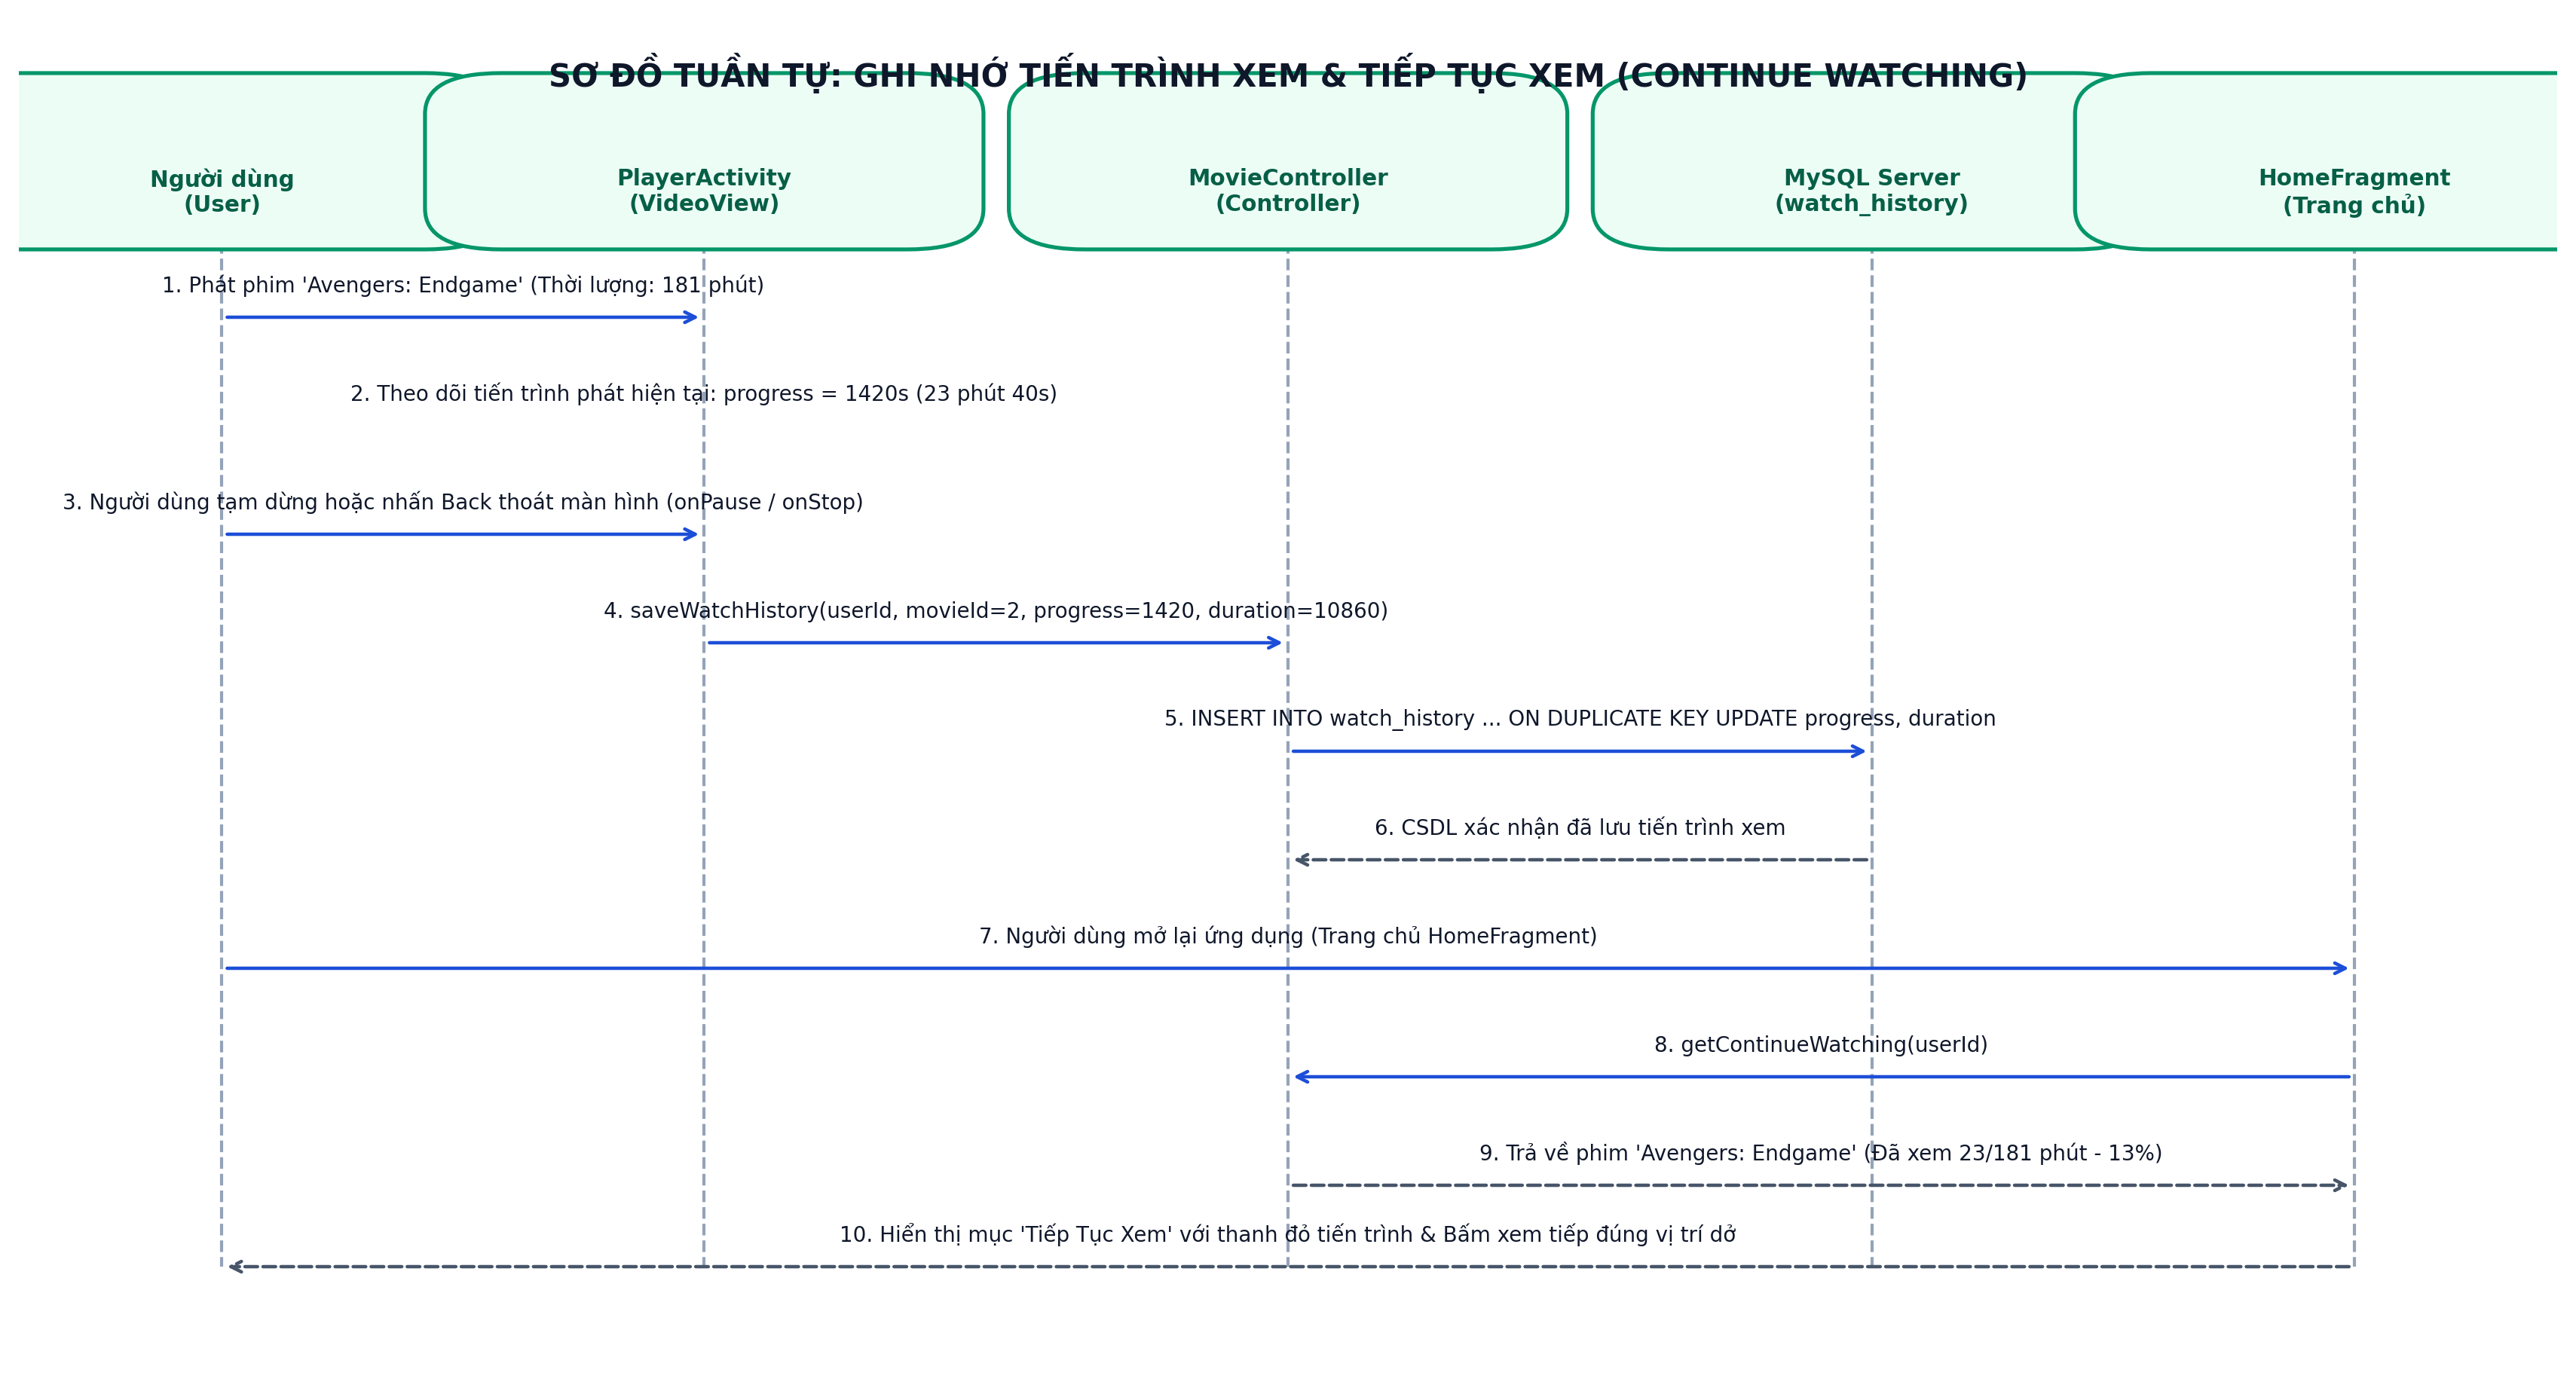 SƠ ĐỒ TUẦN TỰ: GHI NHỚ TIẾN TRÌNH XEM & TIẾP TỤC XEM (CONTINUE WATCHING)
Người dùng
(User)
PlayerActivity
(VideoView)
MovieController
(Controller)
MySQL Server
(watch_history)
HomeFragment
(Trang chủ)
1. Phát phim 'Avengers: Endgame' (Thời lượng: 181 phút)
2. Theo dõi tiến trình phát hiện tại: progress = 1420s (23 phút 40s)
3. Người dùng tạm dừng hoặc nhấn Back thoát màn hình (onPause / onStop)
4. saveWatchHistory(userId, movieId=2, progress=1420, duration=10860)
5. INSERT INTO watch_history ... ON DUPLICATE KEY UPDATE progress, duration
6. CSDL xác nhận đã lưu tiến trình xem
7. Người dùng mở lại ứng dụng (Trang chủ HomeFragment)
8. getContinueWatching(userId)
9. Trả về phim 'Avengers: Endgame' (Đã xem 23/181 phút - 13%)
10. Hiển thị mục 'Tiếp Tục Xem' với thanh đỏ tiến trình & Bấm xem tiếp đúng vị trí dở